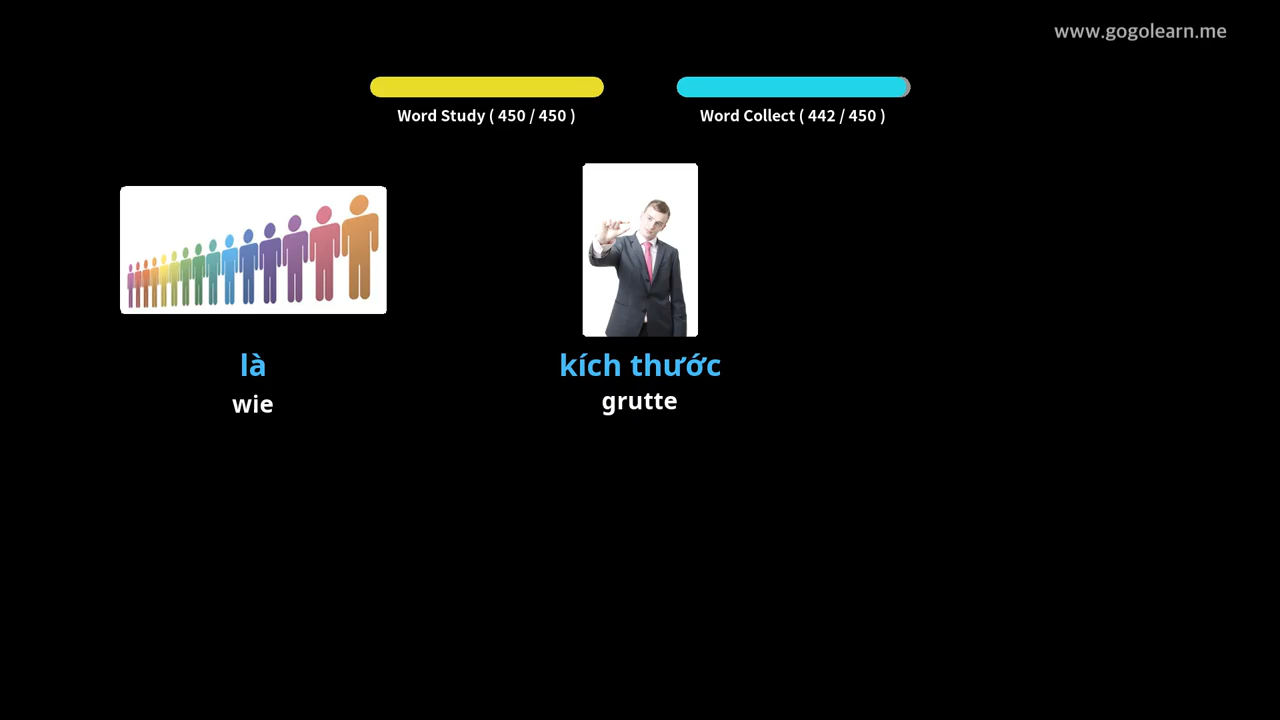 www.gogolearn.me
Word Study ( 450 / 450 )
Word Collect ( 442 / 450 )
là
wie
kích thước
grutte